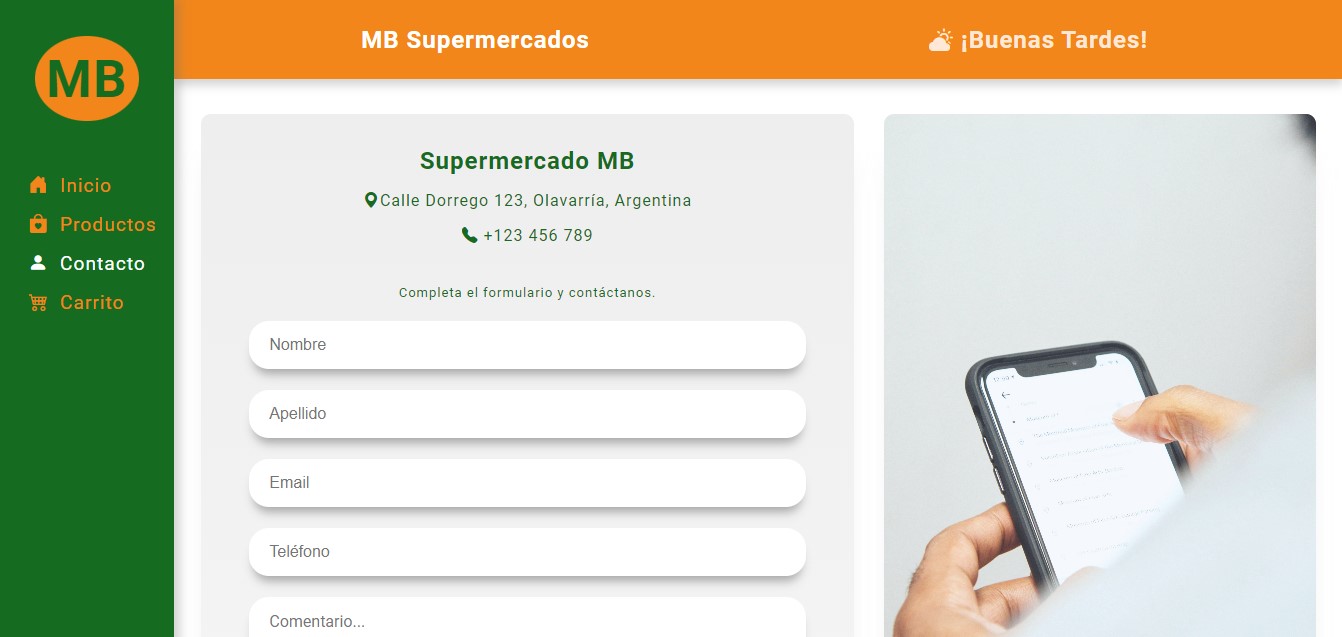 MB
Inicio
Productos
Contacto
Carrito
MB Supermercados
¡Buenas Tardes!
Supermercado MB
Calle Dorrego 123, Olavarría, Argentina
+123 456 789
Completa el formulario y contáctanos.
Nombre
Apellido
Email
Teléfono
Comentario...